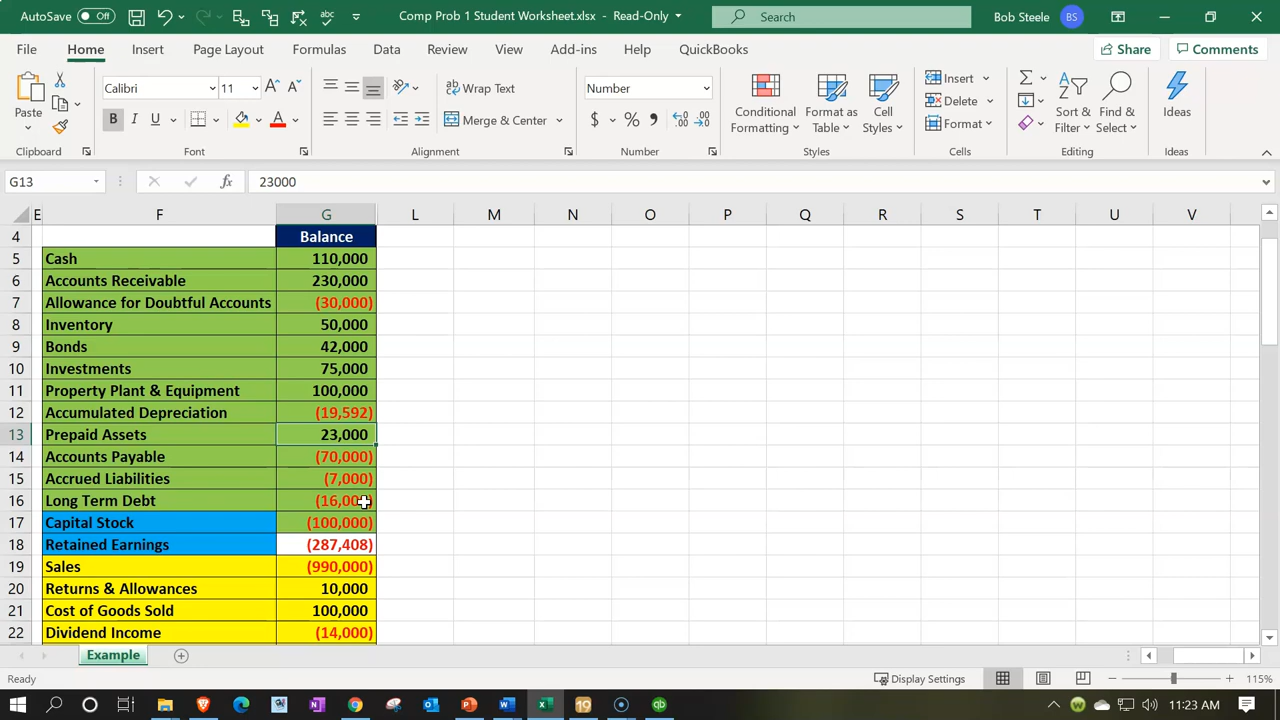 AutoSave Off Comp Prob 1 Student Worksheet.xlsx - Read-Only Search Bob Steele BS
File Home Insert Page Layout Formulas Data Review View Add-ins Help QuickBooks Share Comments
Paste Calibri 11 Wrap Text Number Conditional Formatting Format as Table Cell Styles Insert Sort & Filter Find & Select Ideas
B I U Merge & Center $ % Delete
Format
Clipboard Font Alignment Number Styles Cells Editing Ideas
G13 fx 23000
E F G L M N O P Q R S T U V
4 Balance
5 Cash 110,000
6 Accounts Receivable 230,000
7 Allowance for Doubtful Accounts (30,000)
8 Inventory 50,000
9 Bonds 42,000
10 Investments 75,000
11 Property Plant & Equipment 100,000
12 Accumulated Depreciation (19,592)
13 Prepaid Assets 23,000
14 Accounts Payable (70,000)
15 Accrued Liabilities (7,000)
16 Long Term Debt
17 Capital Stock (100,000)
18 Retained Earnings (287,408)
19 Sales (990,000)
20 Returns & Allowances 10,000
21 Cost of Goods Sold 100,000
22 Dividend Income (14,000)
Example
Ready Display Settings 115%
11:23 AM